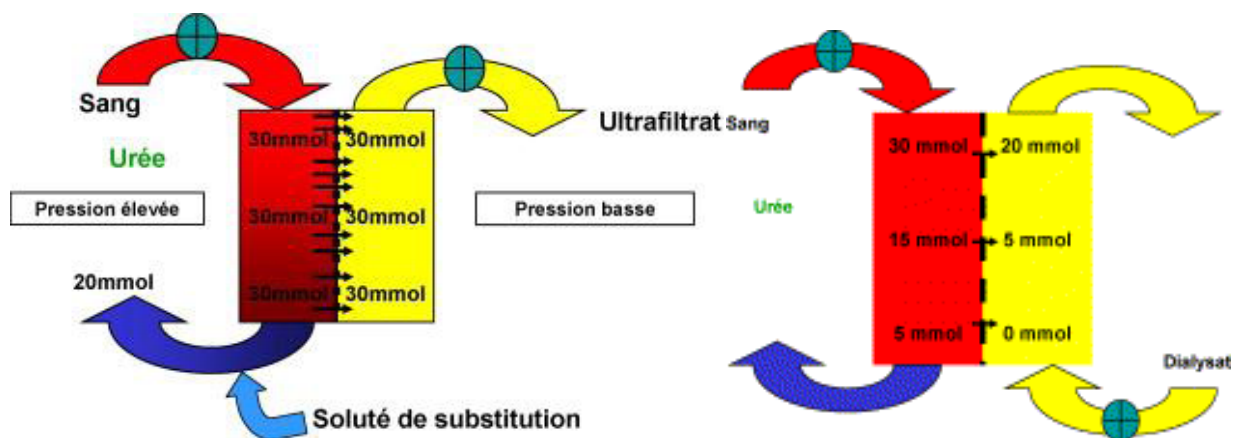 Sang
Urée
Pression élevée
20mmol
30mmol 30mmol
30mmol 30mmol
30mmol 30mmol
Ultrafiltrat
Pression basse
Soluté de substitution
Sang
Urée
30 mmol 20 mmol
15 mmol 5 mmol
5 mmol 0 mmol
Dialysat